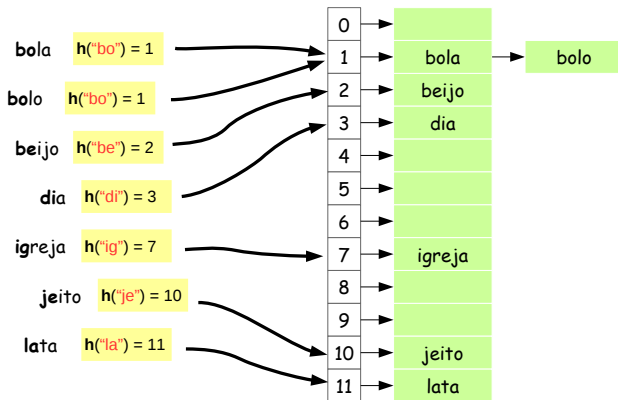 bola h("bo") = 1
bolo h("bo") = 1
beijo h("be") = 2
dia h("di") = 3
igreja h("ig") = 7
jeito h("je") = 10
lata h("la") = 11
0
1 bola bolo
2 beijo
3 dia
4
5
6
7 igreja
8
9
10 jeito
11 lata